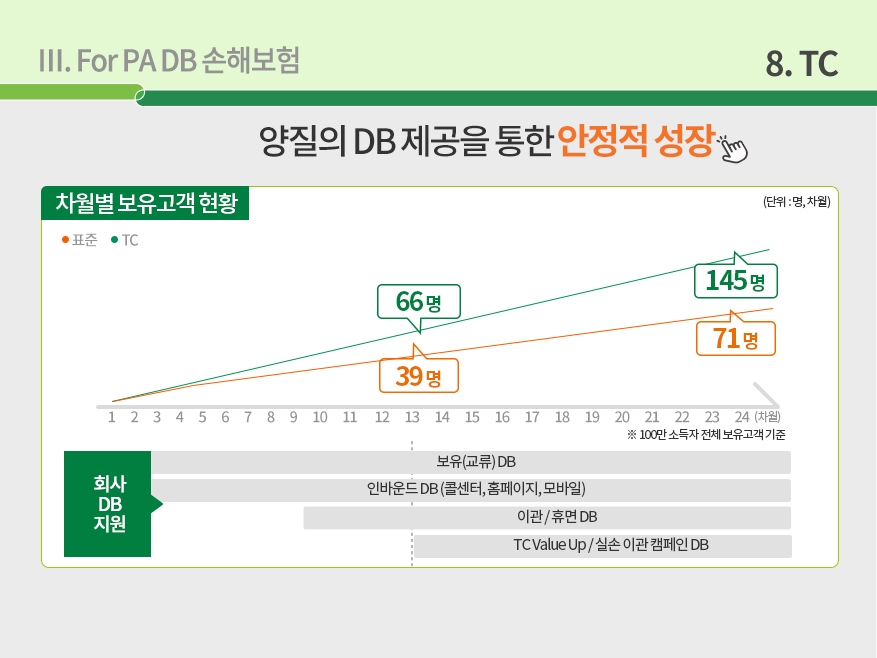 III. For PA DB 손해보험
8. TC
양질의 DB 제공을 통한 안정적 성장
차월별 보유고객 현황
(단위 : 명, 차월)
표준 TC
145 명
66 명
71 명
39 명
1 2 3 4 5 6 7 8 9 10 11 12 13 14 15 16 17 18 19 20 21 22 23 24 (차월)
※ 100만 소득자 전체 보유고객 기준
회사
DB
지원
보유(교류) DB
인바운드 DB (콜센터, 홈페이지, 모바일)
이관 / 휴면 DB
TC Value Up / 실손 이관 캠페인 DB